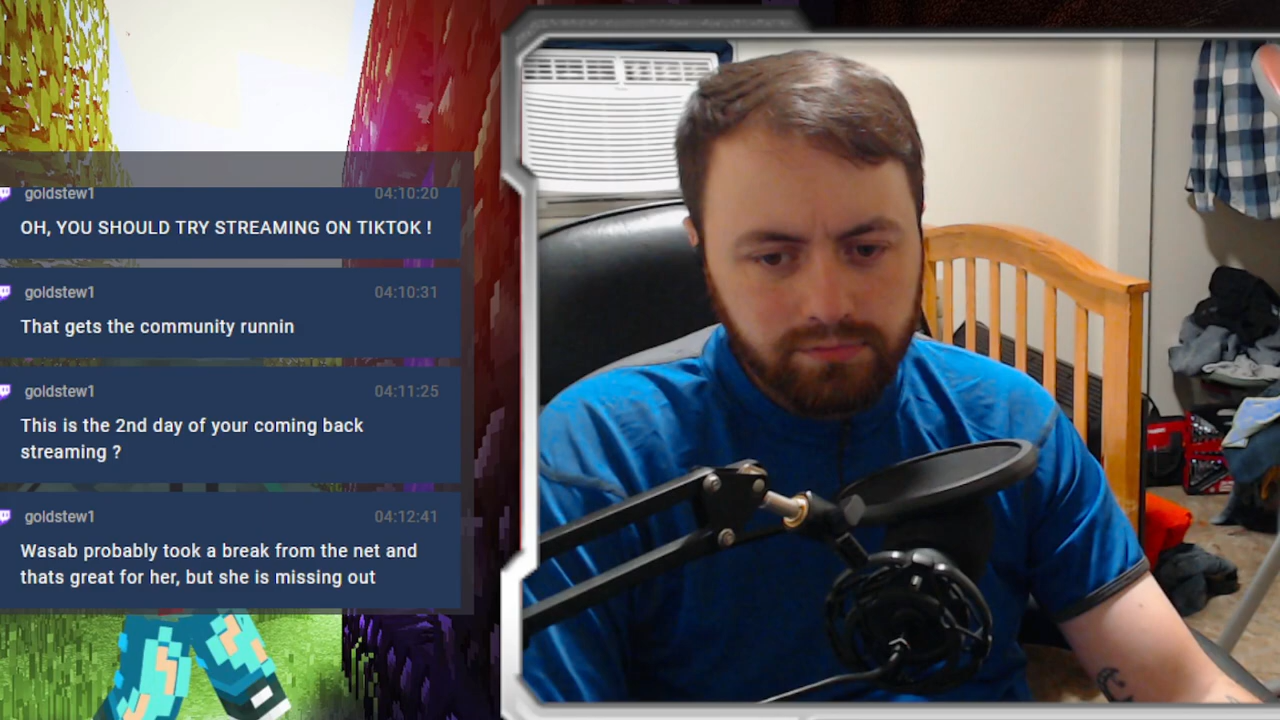 goldstew1 04:10:20
OH, YOU SHOULD TRY STREAMING ON TIKTOK !
goldstew1 04:10:31
That gets the community runnin
goldstew1 04:11:25
This is the 2nd day of your coming back
streaming ?
goldstew1 04:12:41
Wasab probably took a break from the net and
thats great for her, but she is missing out